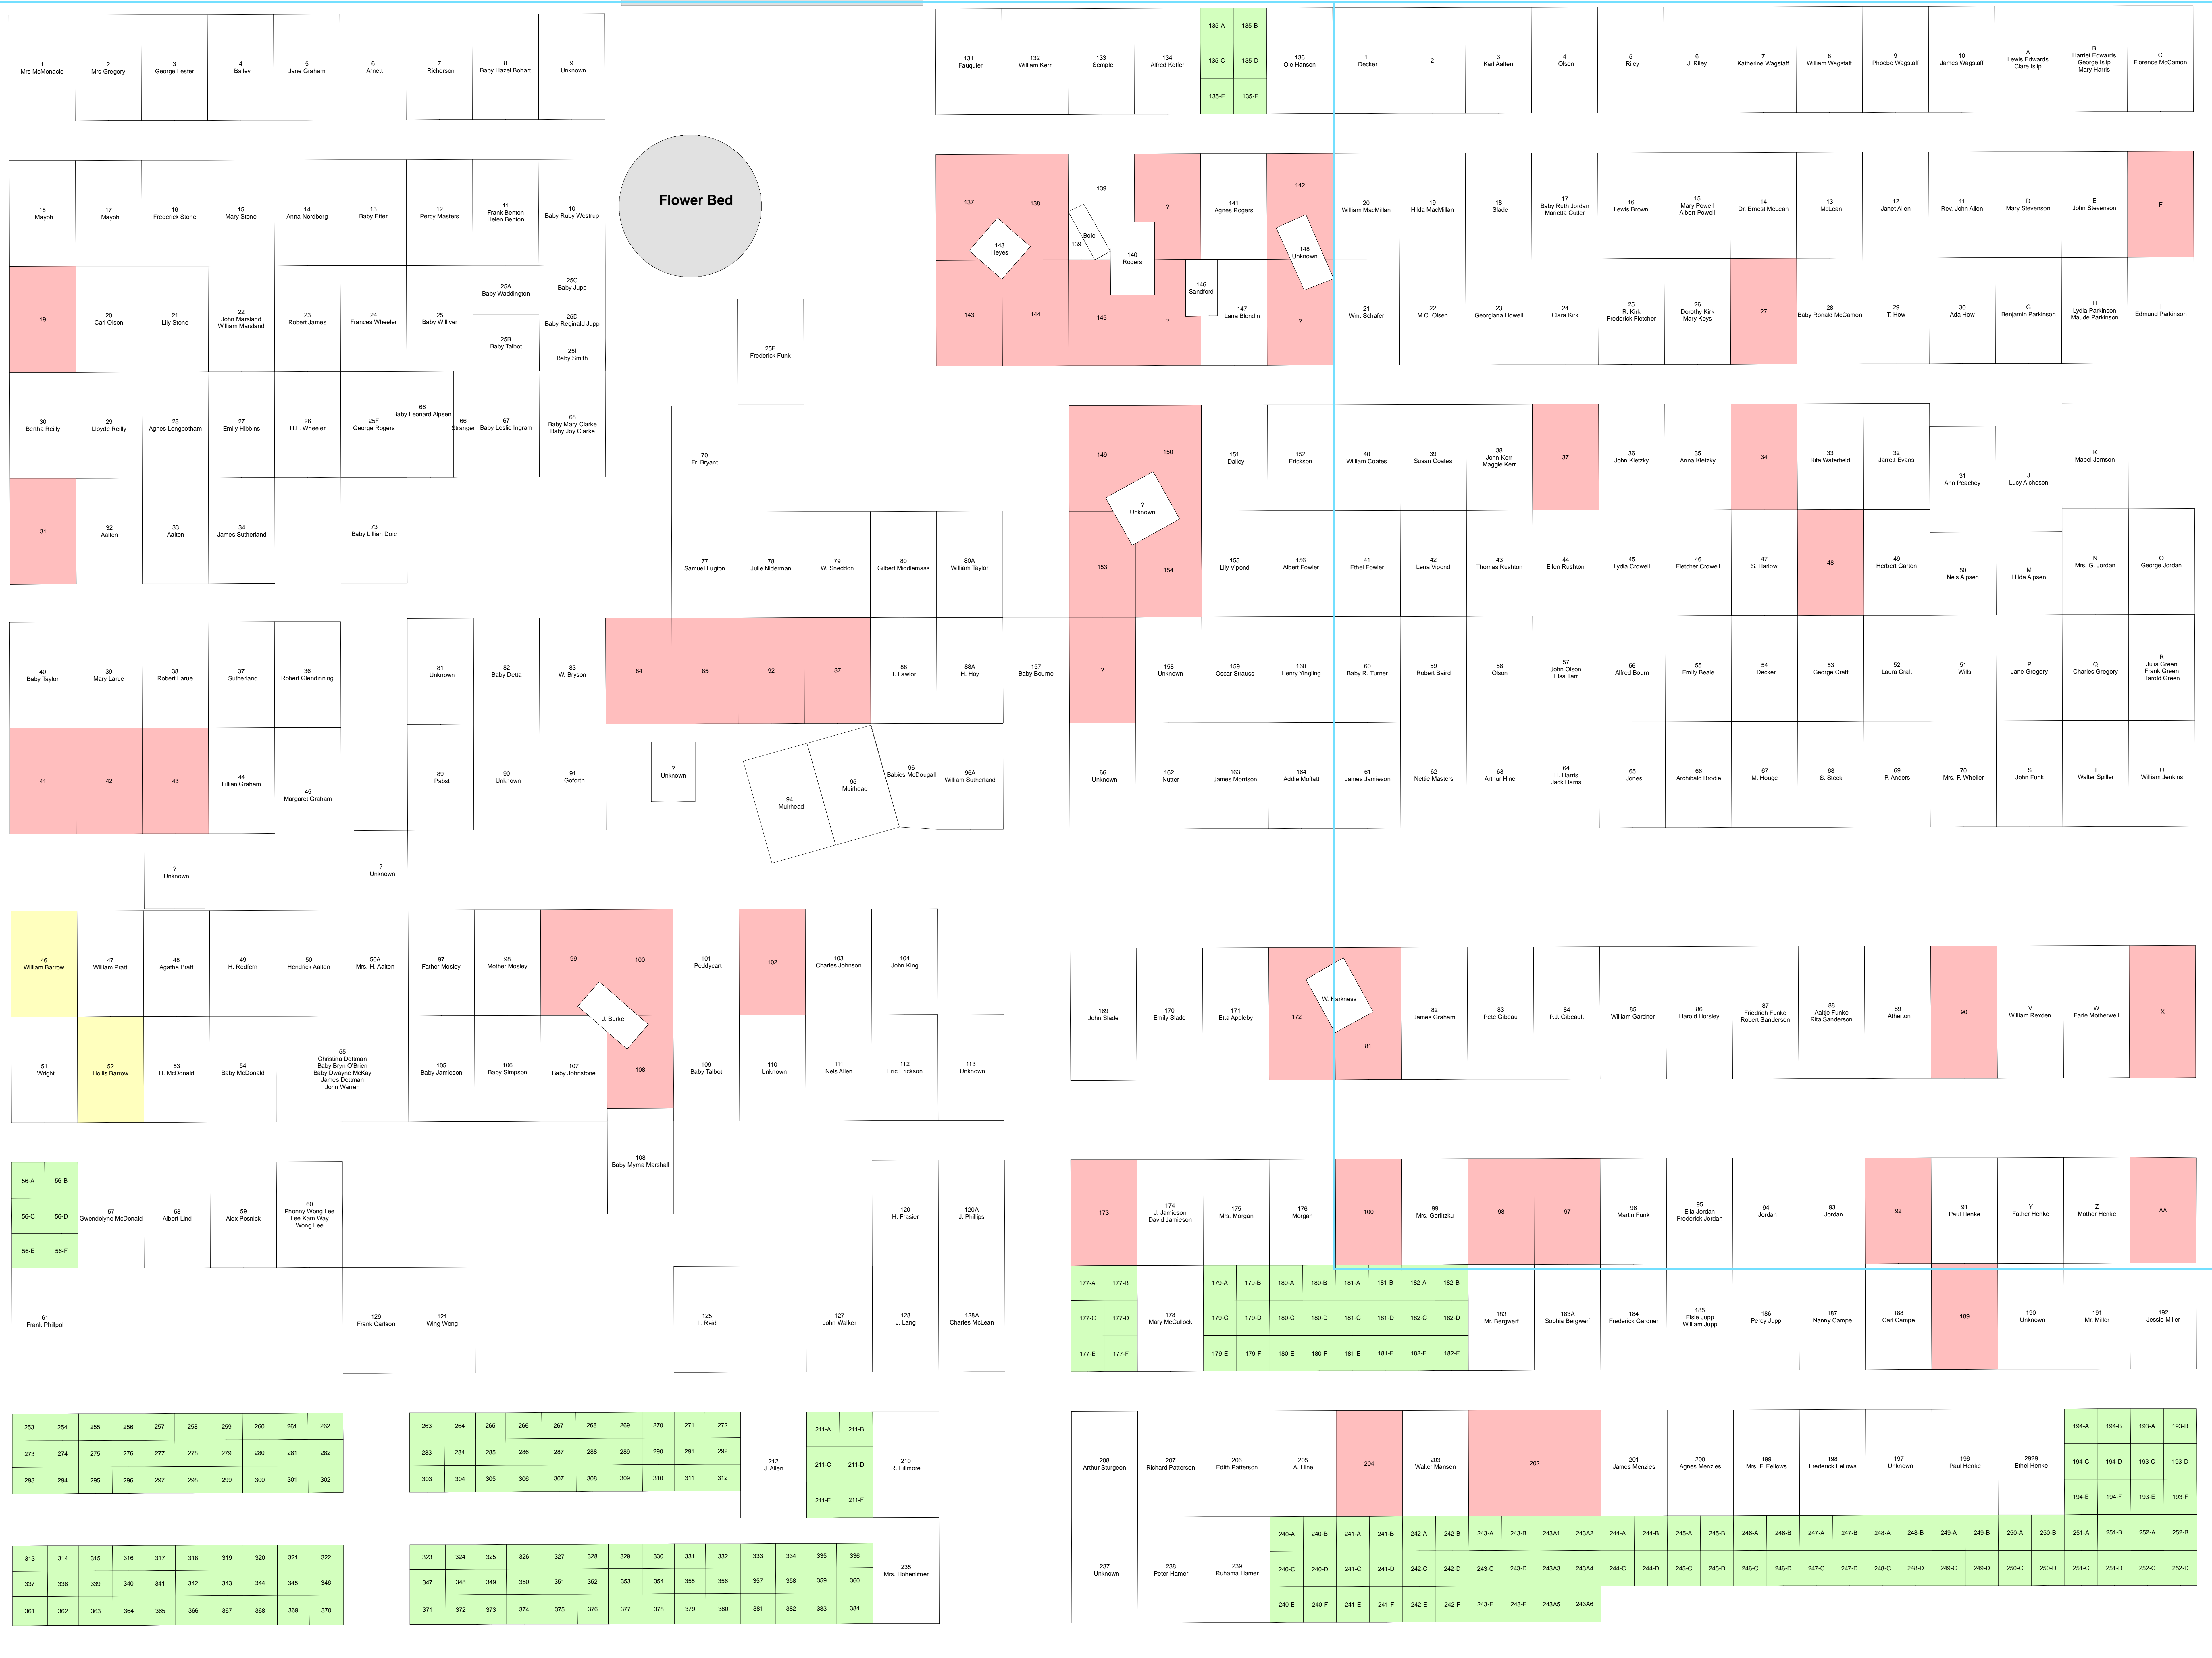 1
Mrs McMonacle
2
Mrs Gregory
3
George Lester
4
Bailey
5
Jane Graham
6
Arnett
7
Richerson
8
Baby Hazel Bohart
9
Unknown
131
Fauquier
132
William Kerr
133
Semple
134
Alfred Keffer
135-A
135-B
135-C
135-D
135-E
135-F
136
Ole Hansen
1
Decker
2
3
Karl Aalten
4
Olsen
5
Riley
6
J. Riley
7
Katherine Wagstaff
8
William Wagstaff
9
Phoebe Wagstaff
10
James Wagstaff
A
Lewis Edwards
Clare Islip
B
Harriet Edwards
George Islip
Mary Harris
C
Florence McCamon
18
Mayoh
17
Mayoh
16
Frederick Stone
15
Mary Stone
14
Anna Nordberg
13
Baby Etter
12
Percy Masters
11
Frank Benton
Helen Benton
10
Baby Ruby Westrup
Flower Bed
137
138
139
?
141
Agnes Rogers
142
143
Heyes
Bole
139
140
Rogers
148
Unknown
20
William MacMillan
19
Hilda MacMillan
18
Slade
17
Baby Ruth Jordan
Marietta Cutler
16
Lewis Brown
15
Mary Powell
Albert Powell
14
Dr. Ernest McLean
13
McLean
12
Janet Allen
11
Rev. John Allen
D
Mary Stevenson
E
John Stevenson
F
19
20
Carl Olson
21
Lily Stone
22
John Marsland
William Marsland
23
Robert James
24
Frances Wheeler
25
Baby Williver
25A
Baby Waddington
25B
Baby Talbot
25C
Baby Jupp
25D
Baby Reginald Jupp
25I
Baby Smith
25E
Frederick Funk
143
144
145
?
146
Sandford
147
Lana Blondin
?
21
Wm. Schafer
22
M.C. Olsen
23
Georgiana Howell
24
Clara Kirk
25
R. Kirk
Frederick Fletcher
26
Dorothy Kirk
Mary Keys
27
28
Baby Ronald McCamon
29
T. How
30
Ada How
G
Benjamin Parkinson
H
Lydia Parkinson
Maude Parkinson
I
Edmund Parkinson
30
Bertha Reilly
29
Lloyde Reilly
28
Agnes Longbotham
27
Emily Hibbins
26
H.L. Wheeler
25F
George Rogers
66
Baby Leonard Alpsen
66
Stranger
67
Baby Leslie Ingram
68
Baby Mary Clarke
Baby Joy Clarke
70
Fr. Bryant
149
150
?
Unknown
151
Dailey
152
Erickson
40
William Coates
39
Susan Coates
38
John Kerr
Maggie Kerr
37
36
John Kletzky
35
Anna Kletzky
34
33
Rita Waterfield
32
Jarrett Evans
31
Ann Peachey
J
Lucy Aicheson
K
Mabel Jemson
31
32
Aalten
33
Aalten
34
James Sutherland
73
Baby Lillian Doic
77
Samuel Lugton
78
Julie Niderman
79
W. Sneddon
80
Gilbert Middlemass
80A
William Taylor
153
154
155
Lily Vipond
156
Albert Fowler
41
Ethel Fowler
42
Lena Vipond
43
Thomas Rushton
44
Ellen Rushton
45
Lydia Crowell
46
Fletcher Crowell
47
S. Harlow
48
49
Herbert Garton
50
Nels Alpsen
M
Hilda Alpsen
N
Mrs. G. Jordan
O
George Jordan
40
Baby Taylor
39
Mary Larue
38
Robert Larue
37
Sutherland
36
Robert Glendinning
81
Unknown
82
Baby Detta
83
W. Bryson
84
85
92
87
88
T. Lawlor
88A
H. Hoy
157
Baby Bourne
?
158
Unknown
159
Oscar Strauss
160
Henry Yingling
60
Baby R. Turner
59
Robert Baird
58
Olson
57
John Olson
Elsa Tarr
56
Alfred Bourn
55
Emily Beale
54
Decker
53
George Craft
52
Laura Craft
51
Wills
P
Jane Gregory
Q
Charles Gregory
R
Julia Green
Frank Green
Harold Green
41
42
43
44
Lillian Graham
45
Margaret Graham
89
Pabst
90
Unknown
91
Goforth
?
Unknown
94
Muirhead
95
Muirhead
96
Babies McDougall
96A
William Sutherland
66
Unknown
162
Nutter
163
James Morrison
164
Addie Moffatt
61
James Jamieson
62
Nettie Masters
63
Arthur Hine
64
H. Harris
Jack Harris
65
Jones
66
Archibald Brodie
67
M. Houge
68
S. Steck
69
P. Anders
70
Mrs. F. Wheller
S
John Funk
T
Walter Spiller
U
William Jenkins
?
Unknown
?
Unknown
46
William Barrow
47
William Pratt
48
Agatha Pratt
49
H. Redfern
50
Hendrick Aalten
50A
Mrs. H. Aalten
97
Father Mosley
98
Mother Mosley
99
100
101
Peddycart
102
103
Charles Johnson
104
John King
J. Burke
169
John Slade
170
Emily Slade
171
Etta Appleby
172
W. Harkness
81
82
James Graham
83
Pete Gibeau
84
P.J. Gibeault
85
William Gardner
86
Harold Horsley
87
Friedrich Funke
Robert Sanderson
88
Aaltje Funke
Rita Sanderson
89
Atherton
90
V
William Rexden
W
Earle Motherwell
X
51
Wright
52
Hollis Barrow
53
H. McDonald
54
Baby McDonald
55
Christina Dettman
Baby Bryn O'Brien
Baby Dwayne McKay
James Dettman
John Warren
105
Baby Jamieson
106
Baby Simpson
107
Baby Johnstone
108
109
Baby Talbot
110
Unknown
111
Nels Allen
112
Eric Erickson
113
Unknown
108
Baby Myrna Marshall
56-A
56-B
56-C
56-D
56-E
56-F
57
Gwendolyne McDonald
58
Albert Lind
59
Alex Posnick
60
Phonny Wong Lee
Lee Kam Way
Wong Lee
120
H. Frasier
120A
J. Phillips
173
174
J. Jamieson
David Jamieson
175
Mrs. Morgan
176
Morgan
100
99
Mrs. Gerlitzku
98
97
96
Martin Funk
95
Ella Jordan
Frederick Jordan
94
Jordan
93
Jordan
92
91
Paul Henke
Y
Father Henke
Z
Mother Henke
AA
61
Frank Phillpol
129
Frank Carlson
121
Wing Wong
125
L. Reid
127
John Walker
128
J. Lang
128A
Charles McLean
177-A
177-B
177-C
177-D
177-E
177-F
178
Mary McCullock
179-A
179-B
180-A
180-B
181-A
181-B
182-A
182-B
179-C
179-D
180-C
180-D
181-C
181-D
182-C
182-D
179-E
179-F
180-E
180-F
181-E
181-F
182-E
182-F
183
Mr. Bergwerf
183A
Sophia Bergwerf
184
Frederick Gardner
185
Elsie Jupp
William Jupp
186
Percy Jupp
187
Nanny Campe
188
Carl Campe
189
190
Unknown
191
Mr. Miller
192
Jessie Miller
253 254 255 256 257 258 259 260 261 262
273 274 275 276 277 278 279 280 281 282
293 294 295 296 297 298 299 300 301 302
263 264 265 266 267 268 269 270 271 272
283 284 285 286 287 288 289 290 291 292
303 304 305 306 307 308 309 310 311 312
212
J. Allen
211-A
211-B
211-C
211-D
211-E
211-F
210
R. Fillmore
208
Arthur Sturgeon
207
Richard Patterson
206
Edith Patterson
205
A. Hine
204
203
Walter Mansen
202
201
James Menzies
200
Agnes Menzies
199
Mrs. F. Fellows
198
Frederick Fellows
197
Unknown
196
Paul Henke
2929
Ethel Henke
194-A 194-B 193-A 193-B
194-C 194-D 193-C 193-D
194-E 194-F 193-E 193-F
313 314 315 316 317 318 319 320 321 322
337 338 339 340 341 342 343 344 345 346
361 362 363 364 365 366 367 368 369 370
323 324 325 326 327 328 329 330 331 332 333 334 335 336
347 348 349 350 351 352 353 354 355 356 357 358 359 360
371 372 373 374 375 376 377 378 379 380 381 382 383 384
235
Mrs. Hohenlitner
237
Unknown
238
Peter Hamer
239
Ruhama Hamer
240-A 240-B 241-A 241-B 242-A 242-B 243-A 243-B 243A1 243A2 244-A 244-B 245-A 245-B 246-A 246-B 247-A 247-B 248-A 248-B 249-A 249-B 250-A 250-B 251-A 251-B 252-A 252-B
240-C 240-D 241-C 241-D 242-C 242-D 243-C 243-D 243A3 243A4 244-C 244-D 245-C 245-D 246-C 246-D 247-C 247-D 248-C 248-D 249-C 249-D 250-C 250-D 251-C 251-D 252-C 252-D
240-E 240-F 241-E 241-F 242-E 242-F 243-E 243-F 243A5 243A6